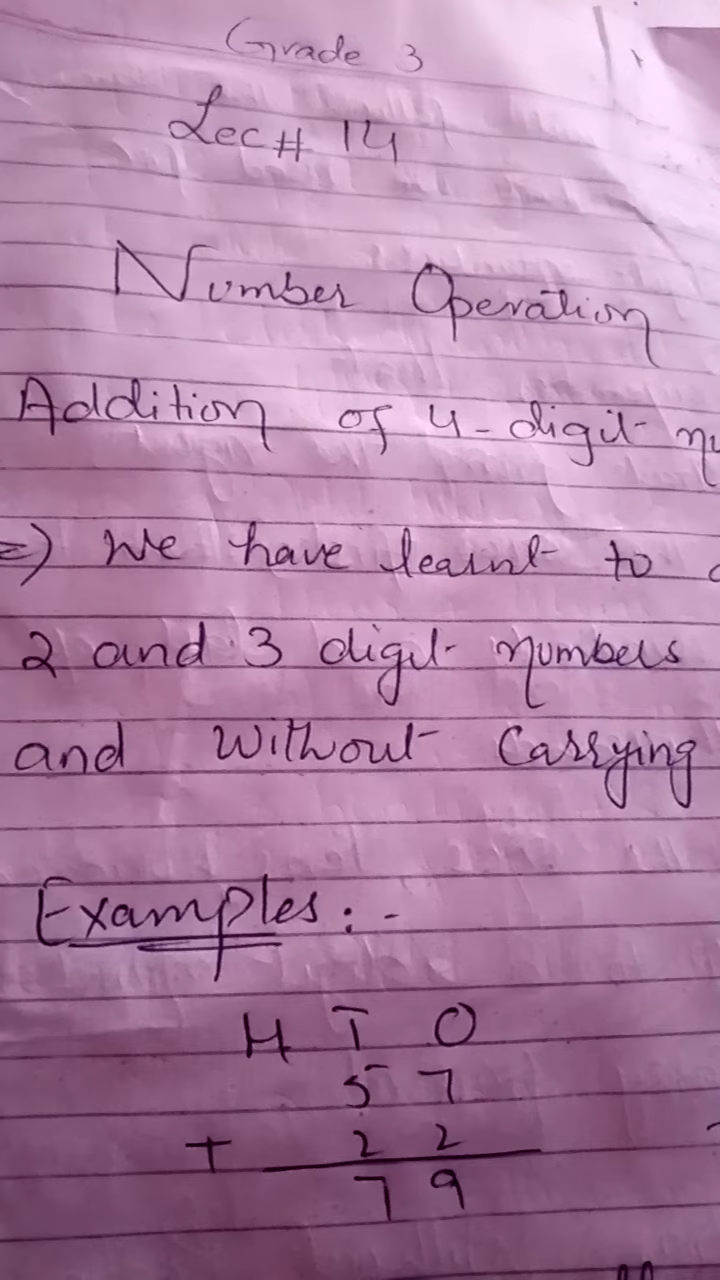 Grade 3
Lec# 14
Number Operation
Addition of 4-digit
=) We have learnt to
2 and 3 digit numbers
and without carrying
Examples:-
H T O
5 7
+ 2 2
7 9